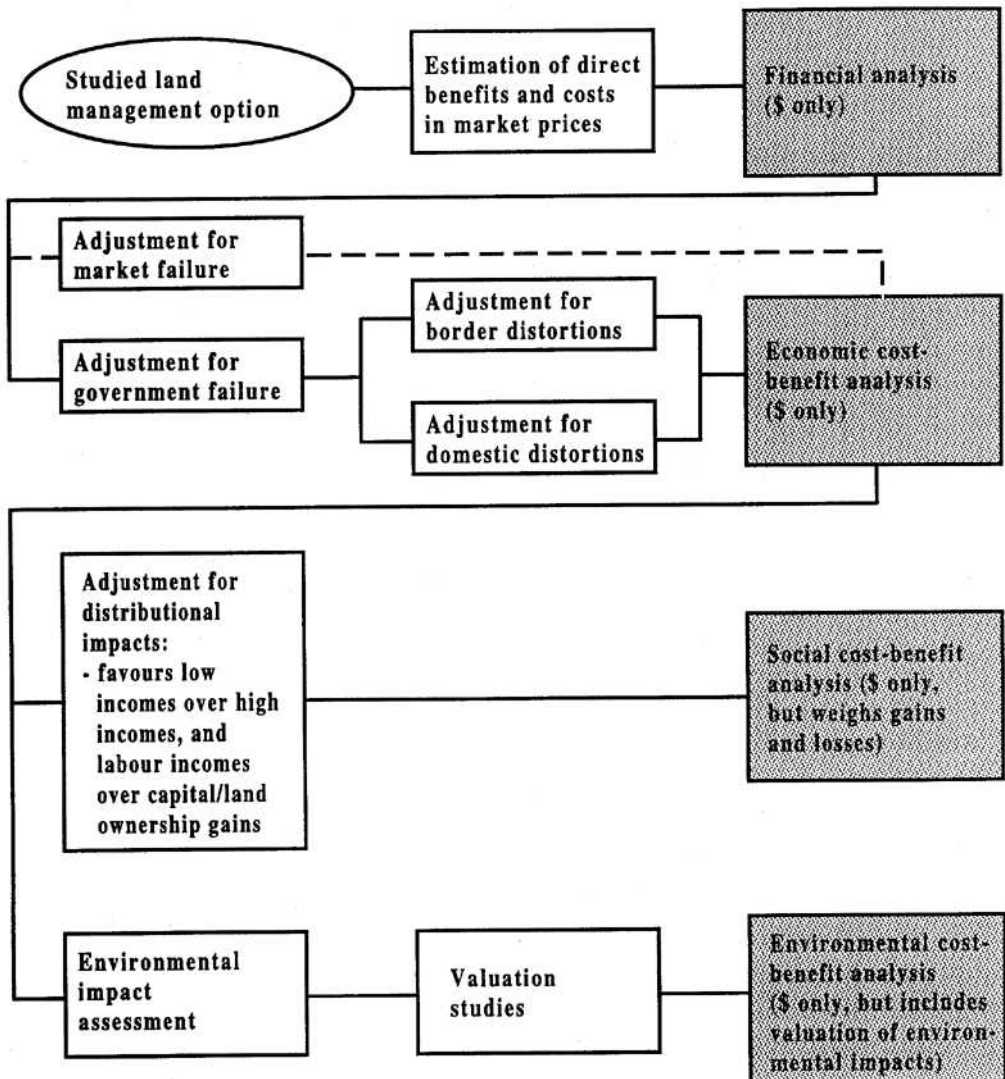 Studied land
management option
Estimation of direct
benefits and costs
in market prices
Financial analysis
($ only)
Adjustment for
market failure
Adjustment for
government failure
Adjustment for
border distortions
Adjustment for
domestic distortions
Economic cost-
benefit analysis
($ only)
Adjustment for
distributional
impacts:
- favours low
incomes over high
incomes, and
labour incomes
over capital/land
ownership gains
Social cost-benefit
analysis ($ only,
but weighs gains
and losses)
Environmental
impact
assessment
Valuation
studies
Environmental cost-
benefit analysis
($ only, but includes
valuation of environ-
mental impacts)